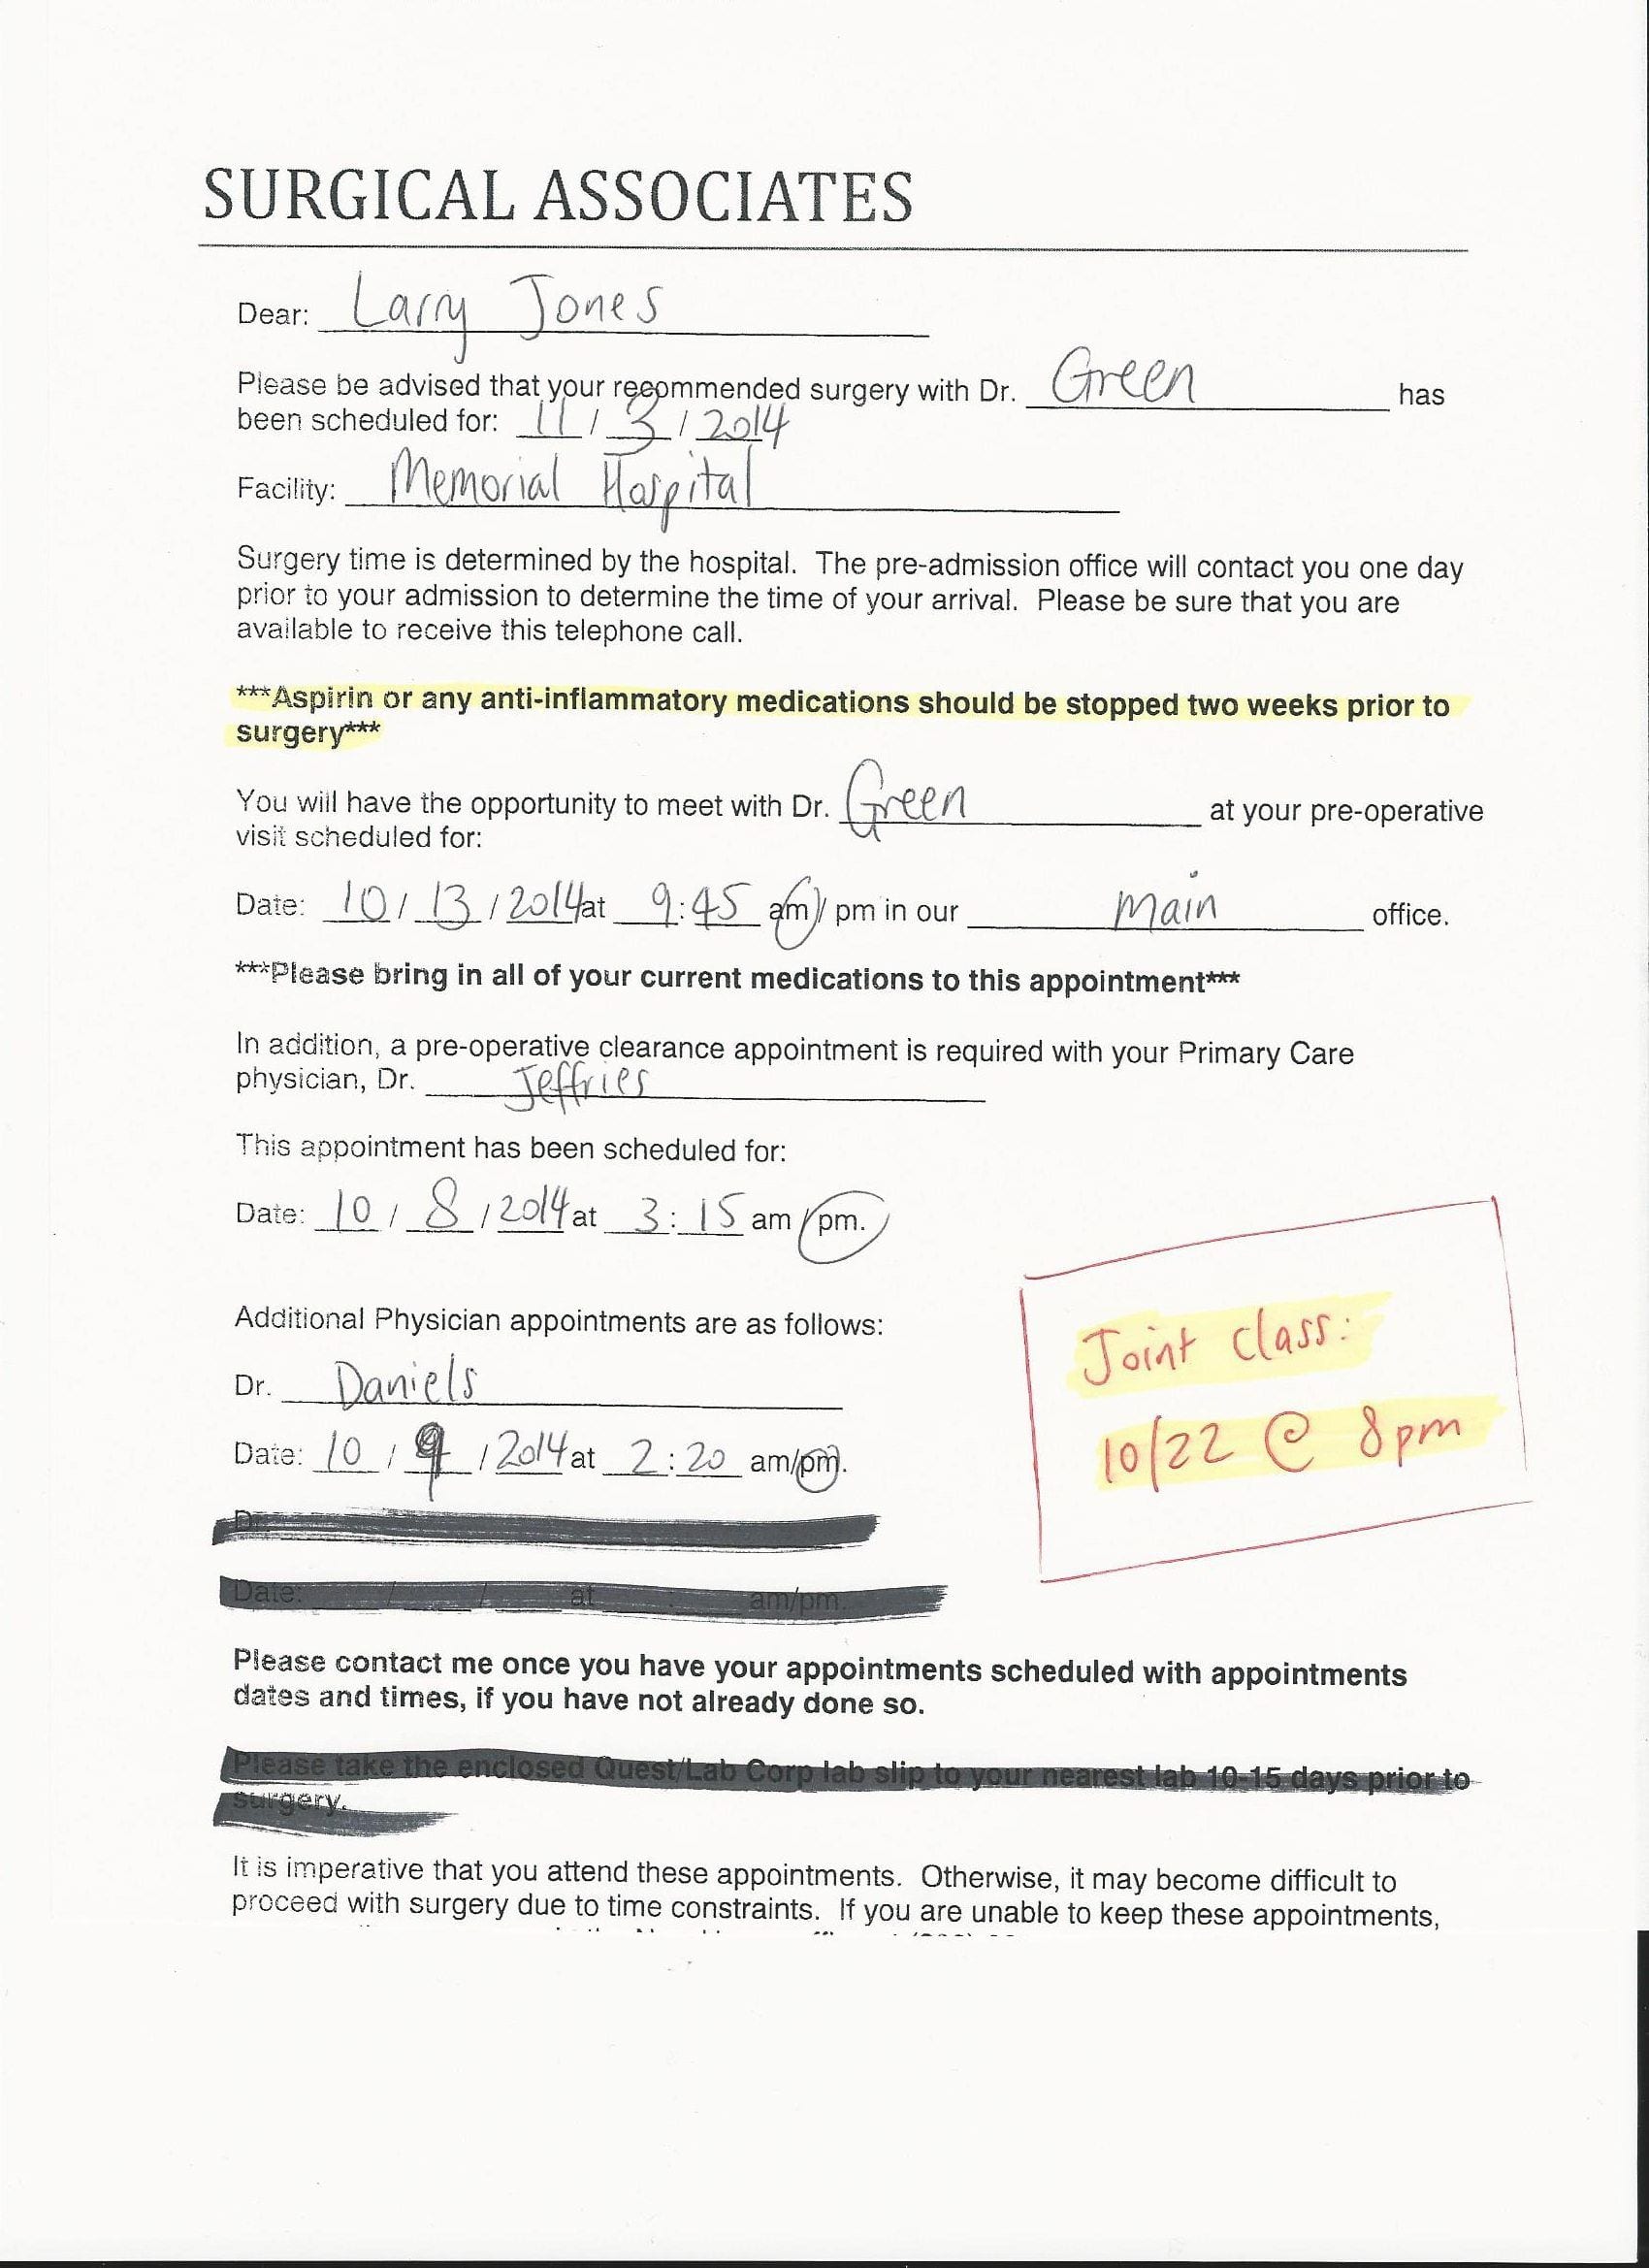 SURGICAL ASSOCIATES
Dear: Larry Jones
Please be advised that your recommended surgery with Dr. Green has
been scheduled for: 11 / 3 / 2014
Facility: Memorial Hospital
Surgery time is determined by the hospital. The pre-admission office will contact you one day
prior to your admission to determine the time of your arrival. Please be sure that you are
available to receive this telephone call.
***Aspirin or any anti-inflammatory medications should be stopped two weeks prior to
surgery***
You will have the opportunity to meet with Dr. Green at your pre-operative
visit scheduled for:
Date: 10 / 13 / 2014 at 9:45 am / pm in our main office.
***Please bring in all of your current medications to this appointment***
In addition, a pre-operative clearance appointment is required with your Primary Care
physician, Dr. Jeffries
This appointment has been scheduled for:
Date: 10 / 8 / 2014 at 3:15 am / pm.
Additional Physician appointments are as follows:
Dr. Daniels
Date: 10 / 9 / 2014 at 2:20 am/pm.
Joint Class:
10/22 @ 8pm
Dr.
Date: / / at : am/pm.
Please contact me once you have your appointments scheduled with appointments
dates and times, if you have not already done so.
Please take the enclosed Quest/Lab Corp lab slip to your nearest lab 10-15 days prior to
surgery.
It is imperative that you attend these appointments. Otherwise, it may become difficult to
proceed with surgery due to time constraints. If you are unable to keep these appointments,